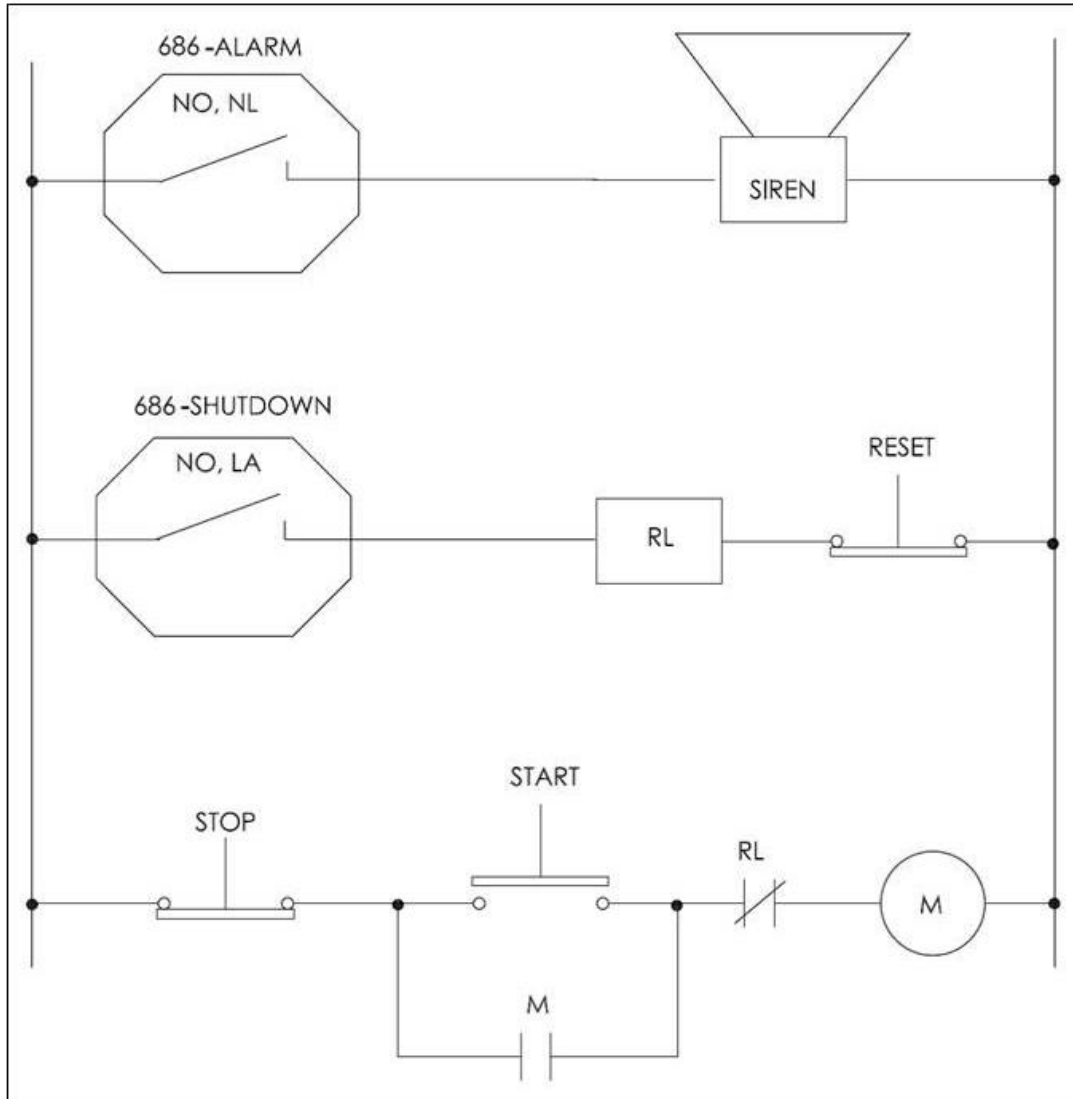 686-ALARM
NO, NL
SIREN
686-SHUTDOWN
NO, LA
RL
RESET
STOP
START
RL
M
M